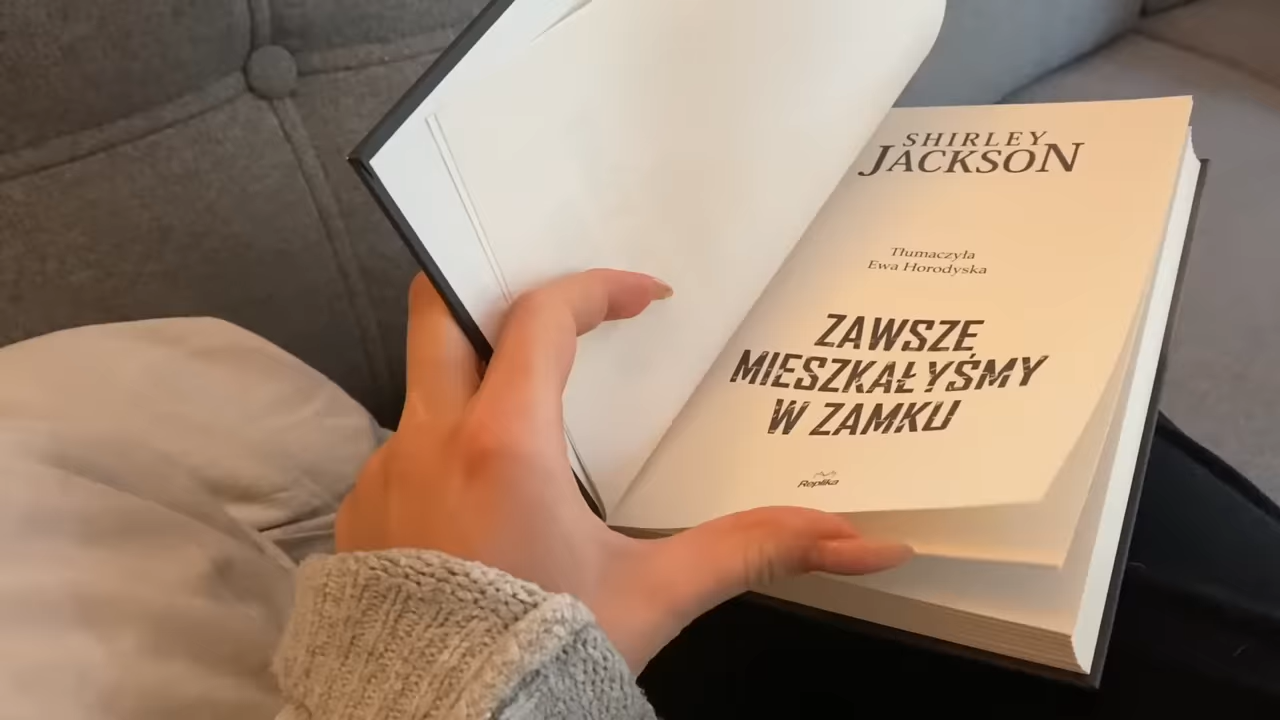 SHIRLEY
JACKSON
Tłumaczyła
Ewa Horodyska
ZAWSZE
MIESZKAŁYŚMY
W ZAMKU
Replika